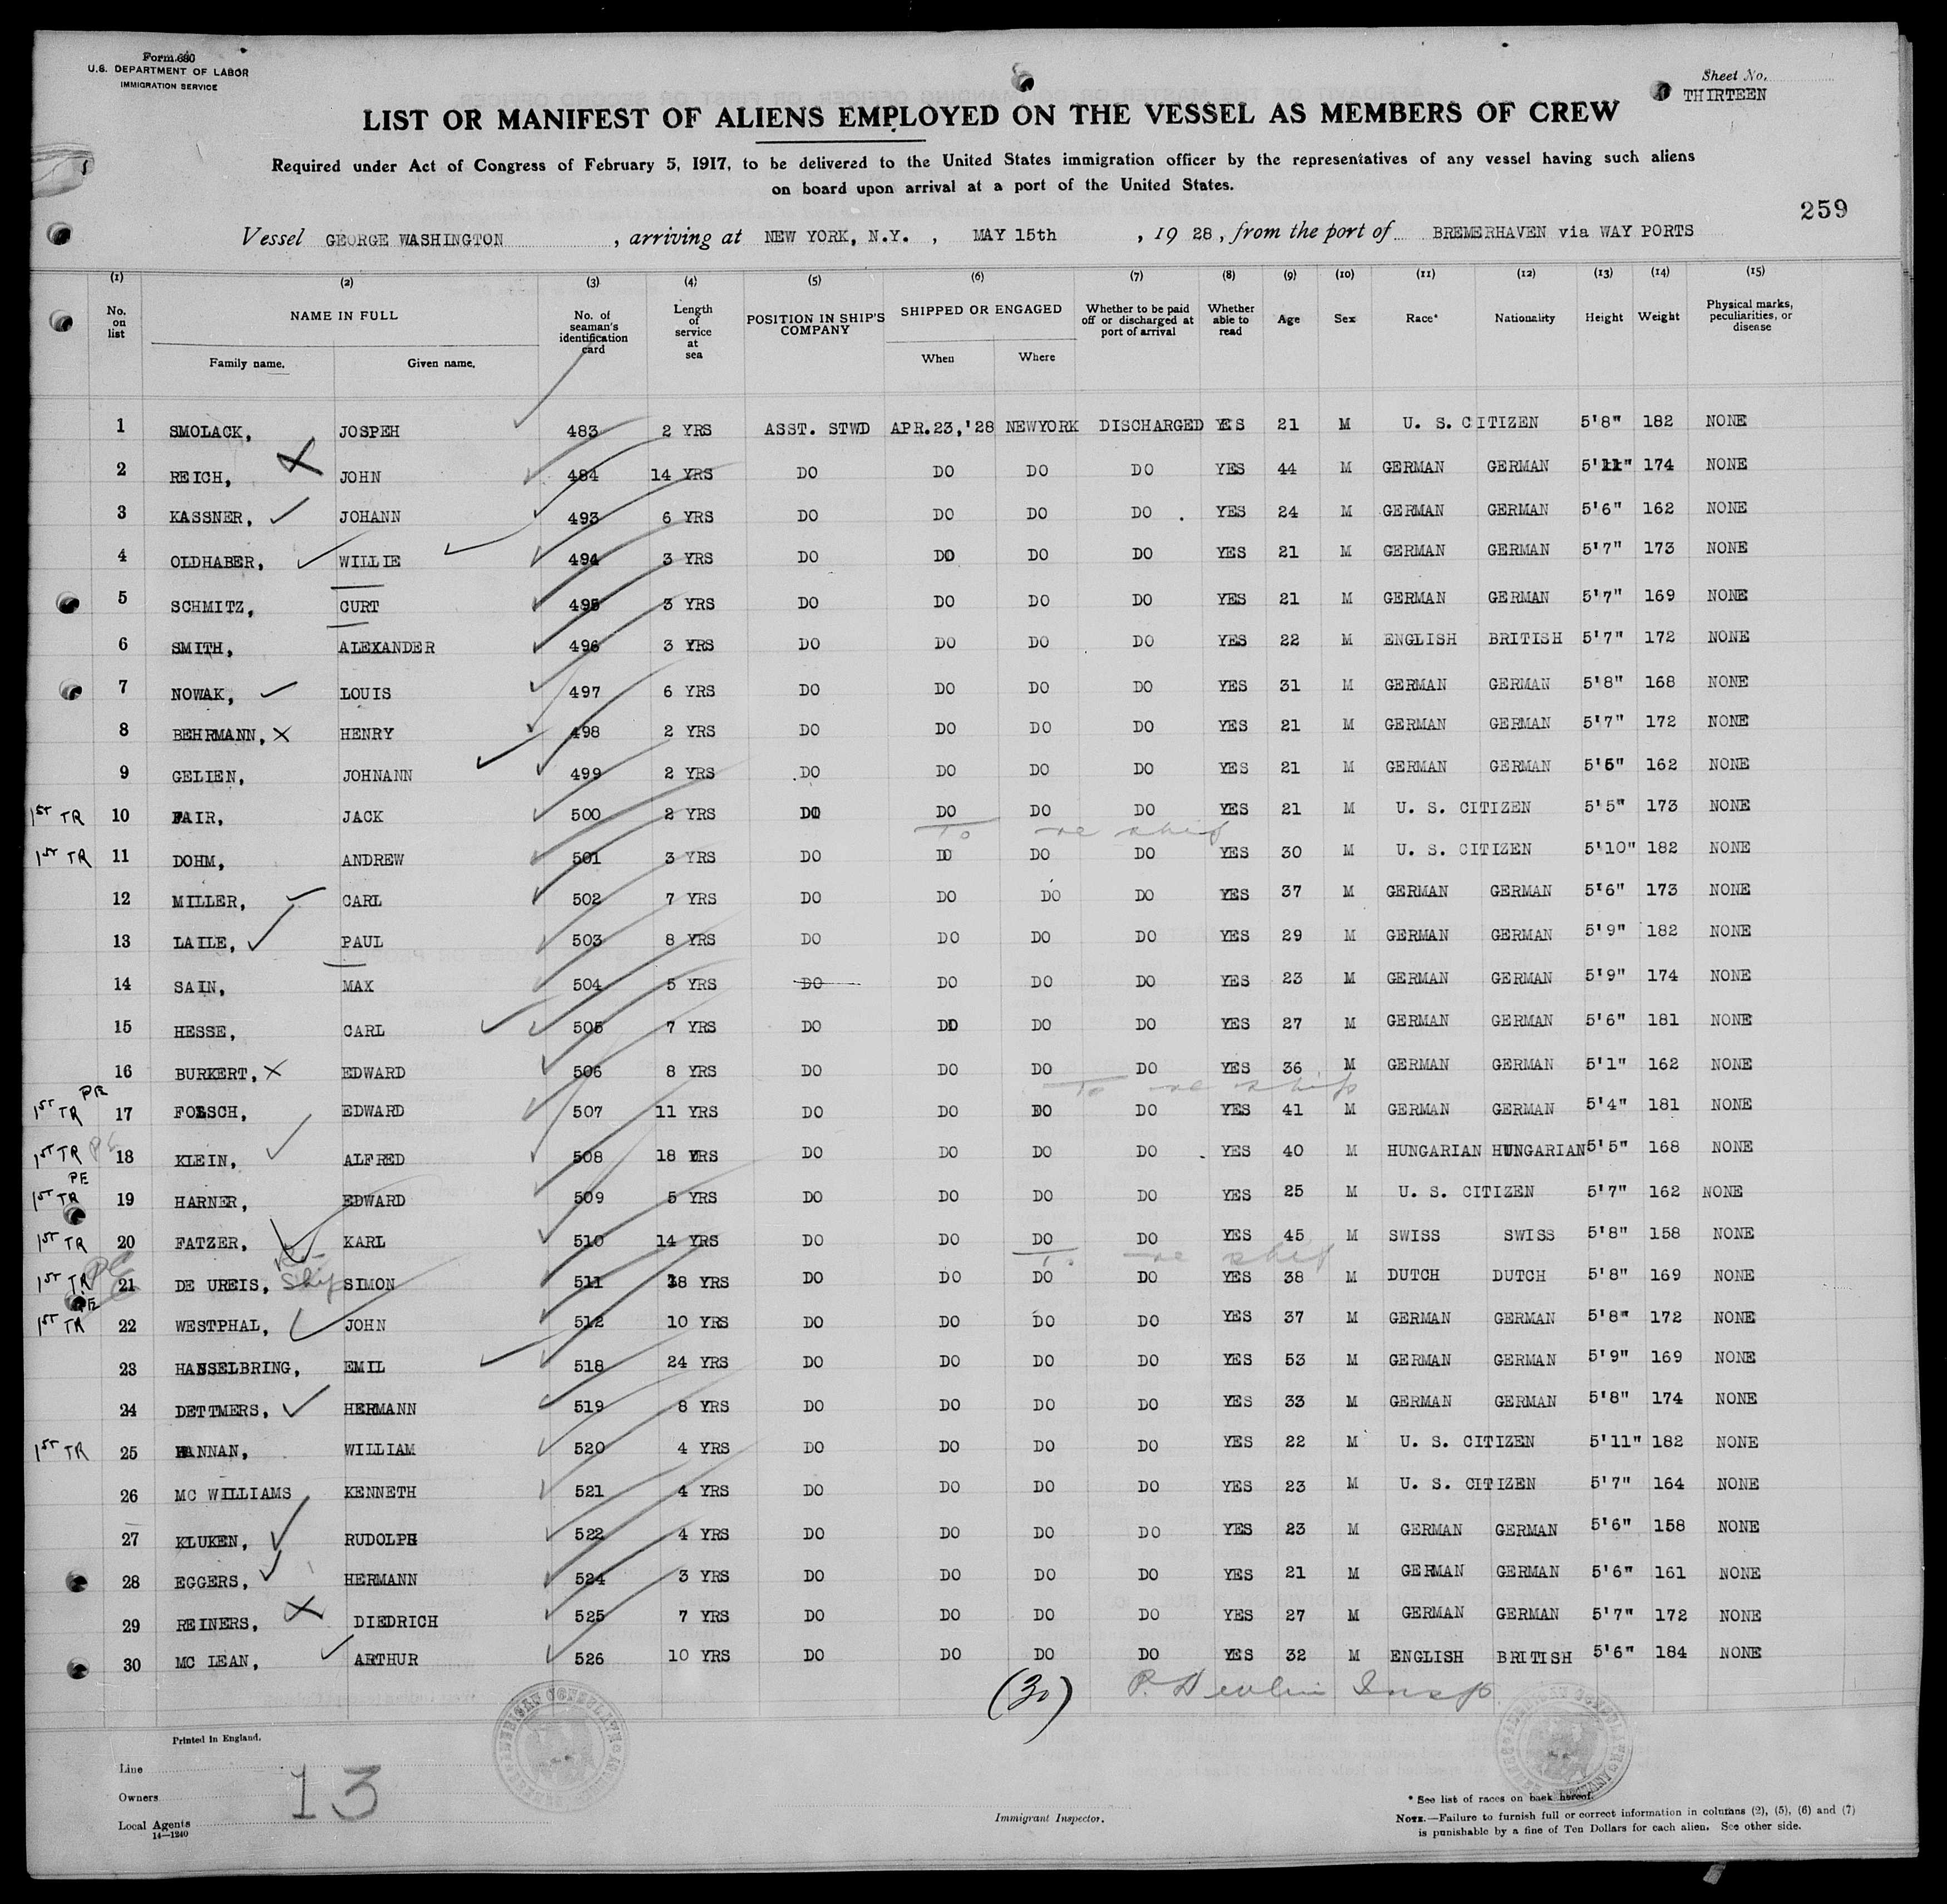 Form 680
U.S. DEPARTMENT OF LABOR
IMMIGRATION SERVICE
Sheet No.
THIRTEEN
LIST OR MANIFEST OF ALIENS EMPLOYED ON THE VESSEL AS MEMBERS OF CREW
Required under Act of Congress of February 5, 1917, to be delivered to the United States immigration officer by the representatives of any vessel having such aliens
on board upon arrival at a port of the United States.
259
Vessel GEORGE WASHINGTON, arriving at NEW YORK, N.Y., MAY 15th, 1928, from the port of BREMERHAVEN via WAY PORTS
(1) (2) (3) (4) (5) (6) (7) (8) (9) (10) (11) (12) (13) (14) (15)
No. on list NAME IN FULL Family name. Given name. No. of seaman's identification card Length of service at sea POSITION IN SHIP'S COMPANY SHIPPED OR ENGAGED When Where Whether to be paid off or discharged at port of arrival Whether able to read Age Sex Race* Nationality Height Weight Physical marks, peculiarities, or disease
1 SMOLACK, JOSPEH 483 2 YRS ASST. STWD APR.23,'28 NEWYORK DISCHARGED YES 21 M U. S. CITIZEN 5'8" 182 NONE
2 REICH, JOHN 484 14 YRS DO DO DO DO YES 44 M GERMAN GERMAN 5'11" 174 NONE
3 KASSNER, JOHANN 493 6 YRS DO DO DO DO YES 24 M GERMAN GERMAN 5'6" 162 NONE
4 OLDHABER, WILLIE 494 3 YRS DO DO DO DO YES 21 M GERMAN GERMAN 5'7" 173 NONE
5 SCHMITZ, CURT 495 3 YRS DO DO DO DO YES 21 M GERMAN GERMAN 5'7" 169 NONE
6 SMITH, ALEXANDER 496 3 YRS DO DO DO DO YES 22 M ENGLISH BRITISH 5'7" 172 NONE
7 NOWAK, LOUIS 497 6 YRS DO DO DO DO YES 31 M GERMAN GERMAN 5'8" 168 NONE
8 BEHRMANN, HENRY 498 2 YRS DO DO DO DO YES 21 M GERMAN GERMAN 5'7" 172 NONE
9 GELIEN, JOHNANN 499 2 YRS DO DO DO DO YES 21 M GERMAN GERMAN 5'5" 162 NONE
1st TR 10 FAIR, JACK 500 2 YRS DO DO DO DO YES 21 M U. S. CITIZEN 5'5" 173 NONE
To re ship
1st TR 11 DOHM, ANDREW 501 3 YRS DO DO DO DO YES 30 M U. S. CITIZEN 5'10" 182 NONE
12 MILLER, CARL 502 7 YRS DO DO DO DO YES 37 M GERMAN GERMAN 5'6" 173 NONE
13 LAILE, PAUL 503 8 YRS DO DO DO DO YES 29 M GERMAN GERMAN 5'9" 182 NONE
14 SAIN, MAX 504 5 YRS DO DO DO DO YES 23 M GERMAN GERMAN 5'9" 174 NONE
15 HESSE, CARL 505 7 YRS DO DO DO DO YES 27 M GERMAN GERMAN 5'6" 181 NONE
16 BURKERT, EDWARD 506 8 YRS DO DO DO DO YES 36 M GERMAN GERMAN 5'1" 162 NONE
To re ship
1st TR 17 FOESCH, EDWARD 507 11 YRS DO DO DO DO YES 41 M GERMAN GERMAN 5'4" 181 NONE
1st TR 18 KLEIN, ALFRED 508 18 YRS DO DO DO DO YES 40 M HUNGARIAN HUNGARIAN 5'5" 168 NONE
PE
1st TR 19 HARNER, EDWARD 509 5 YRS DO DO DO DO YES 25 M U. S. CITIZEN 5'7" 162 NONE
1st TR 20 FATZER, KARL 510 14 YRS DO DO DO DO YES 45 M SWISS SWISS 5'8" 158 NONE
To re ship
1st TR 21 DE UREIS, Ship SIMON 511 18 YRS DO DO DO DO YES 38 M DUTCH DUTCH 5'8" 169 NONE
PE
1st TR 22 WESTPHAL, JOHN 512 10 YRS DO DO DO DO YES 37 M GERMAN GERMAN 5'8" 172 NONE
23 HASSELBRING, EMIL 518 24 YRS DO DO DO DO YES 53 M GERMAN GERMAN 5'9" 169 NONE
24 DETTMERS, HERMANN 519 8 YRS DO DO DO DO YES 33 M GERMAN GERMAN 5'8" 174 NONE
1st TR 25 HANNAN, WILLIAM 520 4 YRS DO DO DO DO YES 22 M U. S. CITIZEN 5'11" 182 NONE
26 MC WILLIAMS KENNETH 521 4 YRS DO DO DO DO YES 23 M U. S. CITIZEN 5'7" 164 NONE
27 KLUKEN, RUDOLPH 522 4 YRS DO DO DO DO YES 23 M GERMAN GERMAN 5'6" 158 NONE
28 EGGERS, HERMANN 524 3 YRS DO DO DO DO YES 21 M GERMAN GERMAN 5'6" 161 NONE
29 REINERS, DIEDRICH 525 7 YRS DO DO DO DO YES 27 M GERMAN GERMAN 5'7" 172 NONE
30 MC LEAN, ARTHUR 526 10 YRS DO DO DO DO YES 32 M ENGLISH BRITISH 5'6" 184 NONE
(30) P. Devlin Insp.
Printed in England.
Line
Owners
Local Agents
14—1240
13
Immigrant Inspector.
* See list of races on back hereof.
NOTE.—Failure to furnish full or correct information in columns (2), (5), (6) and (7)
is punishable by a fine of Ten Dollars for each alien. See other side.